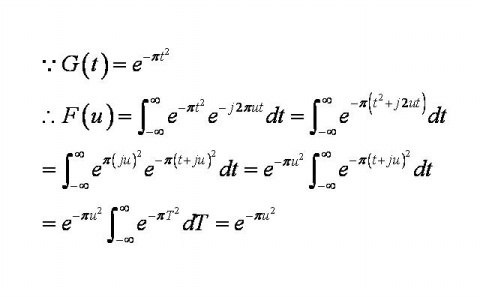 ∵ G(t) = e^{-πt^2}
∴ F(u) = ∫_{-∞}^{∞} e^{-πt^2} e^{-j2πut} dt = ∫_{-∞}^{∞} e^{-π(t^2+j2ut)} dt
= ∫_{-∞}^{∞} e^{π(ju)^2} e^{-π(t+ju)^2} dt = e^{-πu^2} ∫_{-∞}^{∞} e^{-π(t+ju)^2} dt
= e^{-πu^2} ∫_{-∞}^{∞} e^{-πT^2} dT = e^{-πu^2}